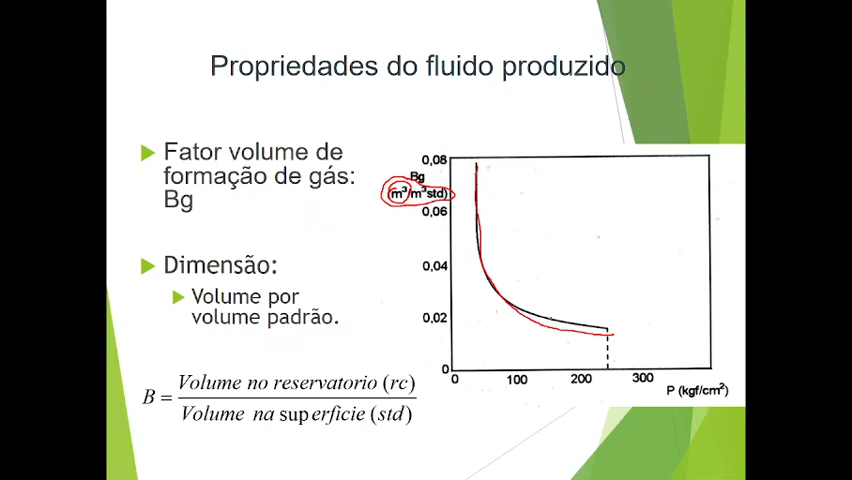 Propriedades do fluido produzido
Fator volume de
formação de gás:
Bg
Dimensão:
Volume por
volume padrão.
B = Volume no reservatorio (rc)
Volume na sup erficie (std)
0,08
Bg
(m³/m³std)
0,06
0,04
0,02
0
0 100 200 300
P (kgf/cm²)